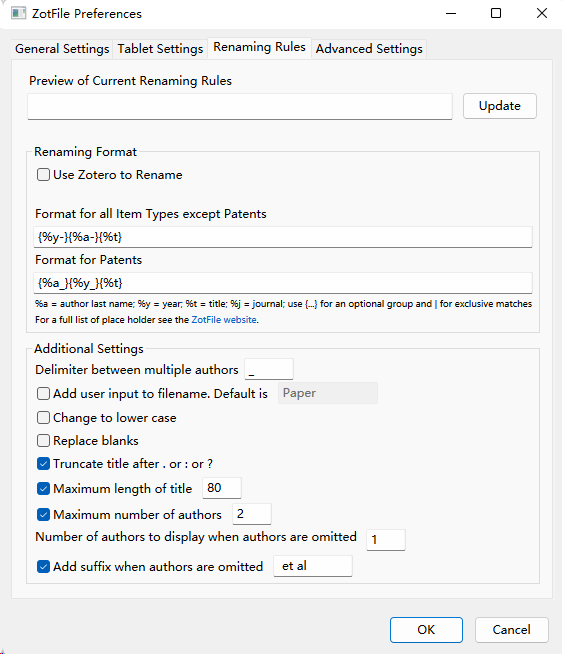 ZotFile Preferences
General Settings Tablet Settings Renaming Rules Advanced Settings
Preview of Current Renaming Rules
Update
Renaming Format
Use Zotero to Rename
Format for all Item Types except Patents
{%y-}{%a-}{%t}
Format for Patents
{%a_}{%y_}{%t}
%a = author last name; %y = year; %t = title; %j = journal; use {...} for an optional group and | for exclusive matches
For a full list of place holder see the ZotFile website.
Additional Settings
Delimiter between multiple authors _
Add user input to filename. Default is Paper
Change to lower case
Replace blanks
Truncate title after . or : or ?
Maximum length of title 80
Maximum number of authors 2
Number of authors to display when authors are omitted 1
Add suffix when authors are omitted et al
OK Cancel